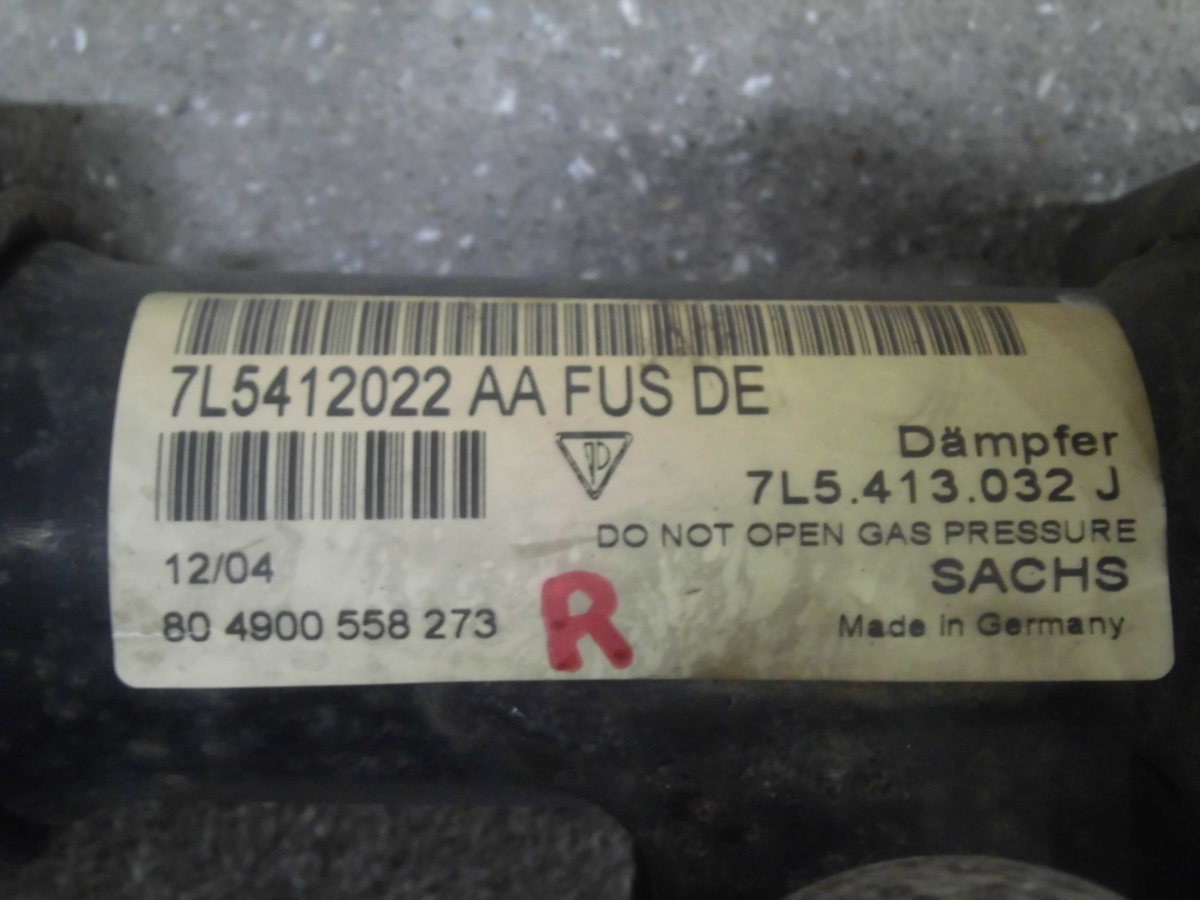 7L5412022 AA FUS DE
Dämpfer
7L5.413.032 J
DO NOT OPEN GAS PRESSURE
12/04
SACHS
80 4900 558 273
R
Made in Germany